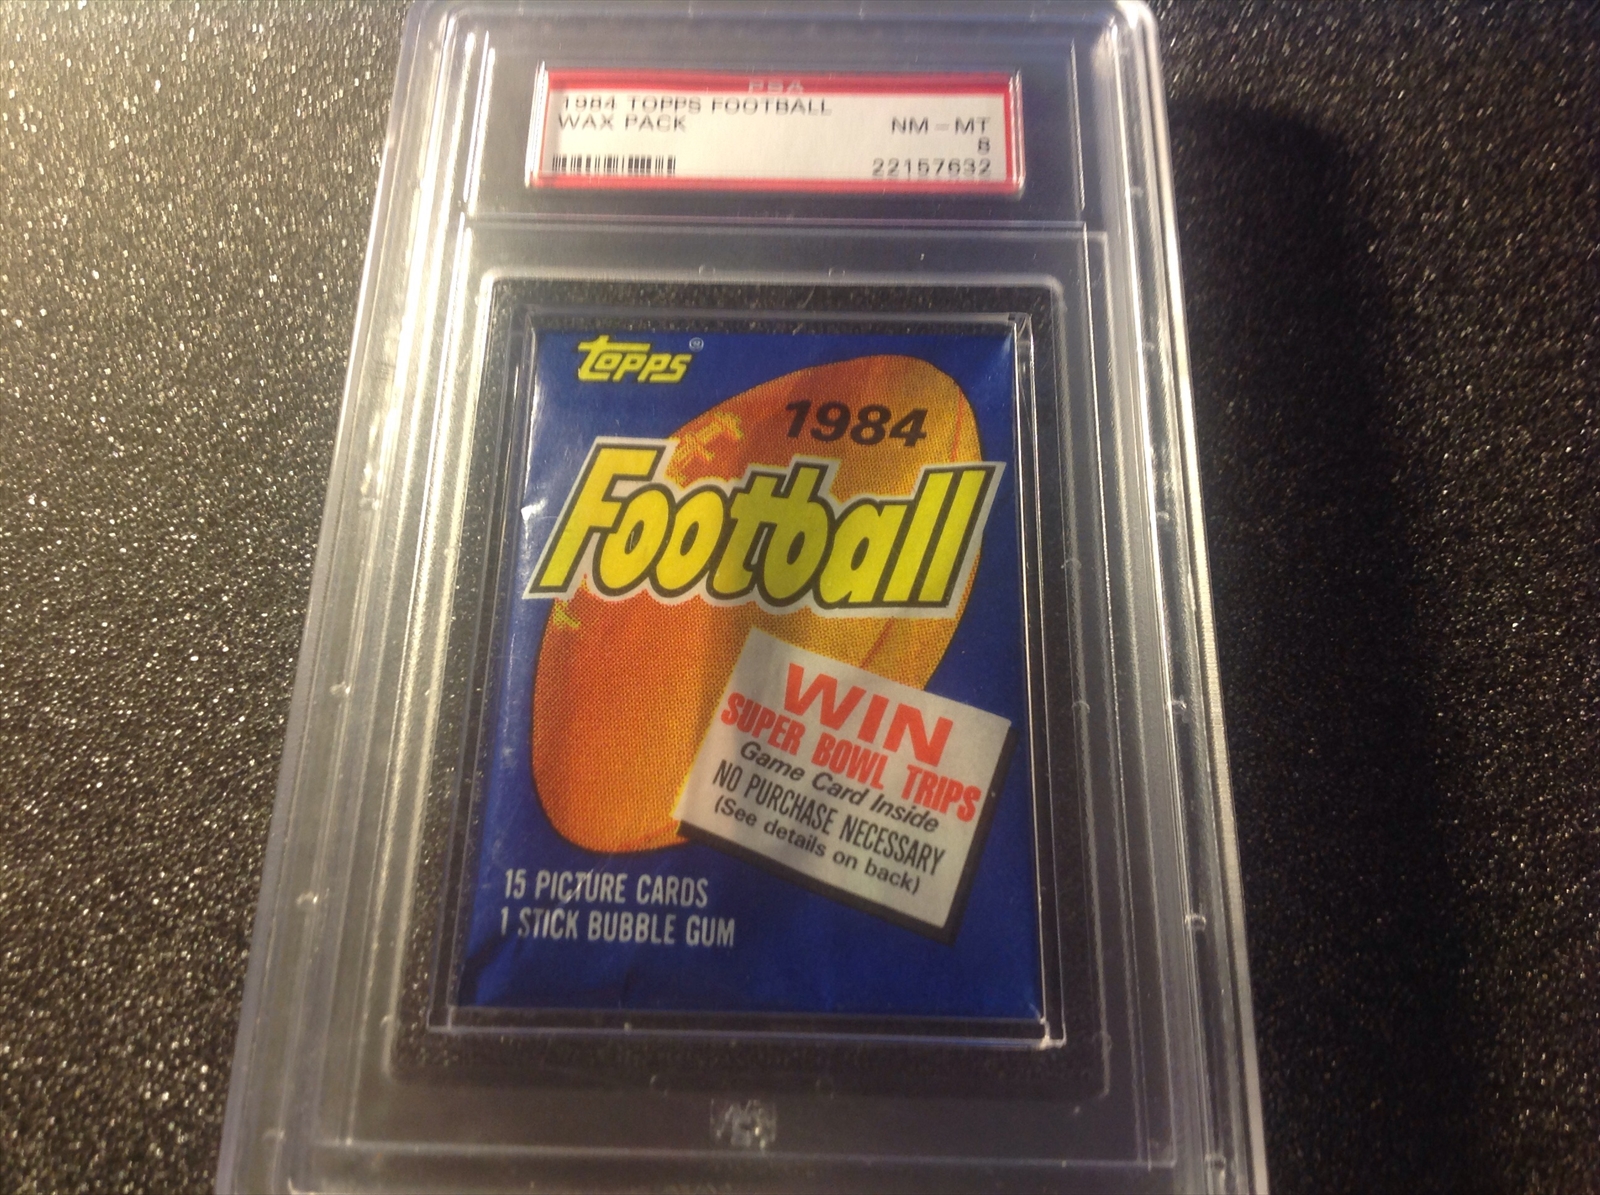 PSA
1984 TOPPS FOOTBALL
WAX PACK NM - MT
8
22157632
Topps
1984
Football
WIN
SUPER BOWL TRIPS
Game Card Inside
NO PURCHASE NECESSARY
(See details on back)
15 PICTURE CARDS
1 STICK BUBBLE GUM